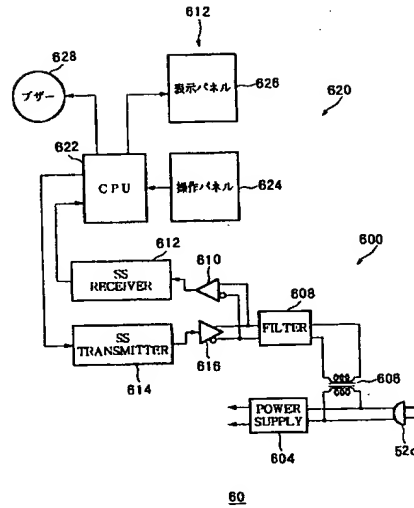 612
628
ブザー
表示パネル
626
620
622
CPU
操作パネル
624
612
SS
RECEIVER
610
600
608
FILTER
SS
TRANSMITTER
614
616
606
POWER
SUPPLY
604
52c
60